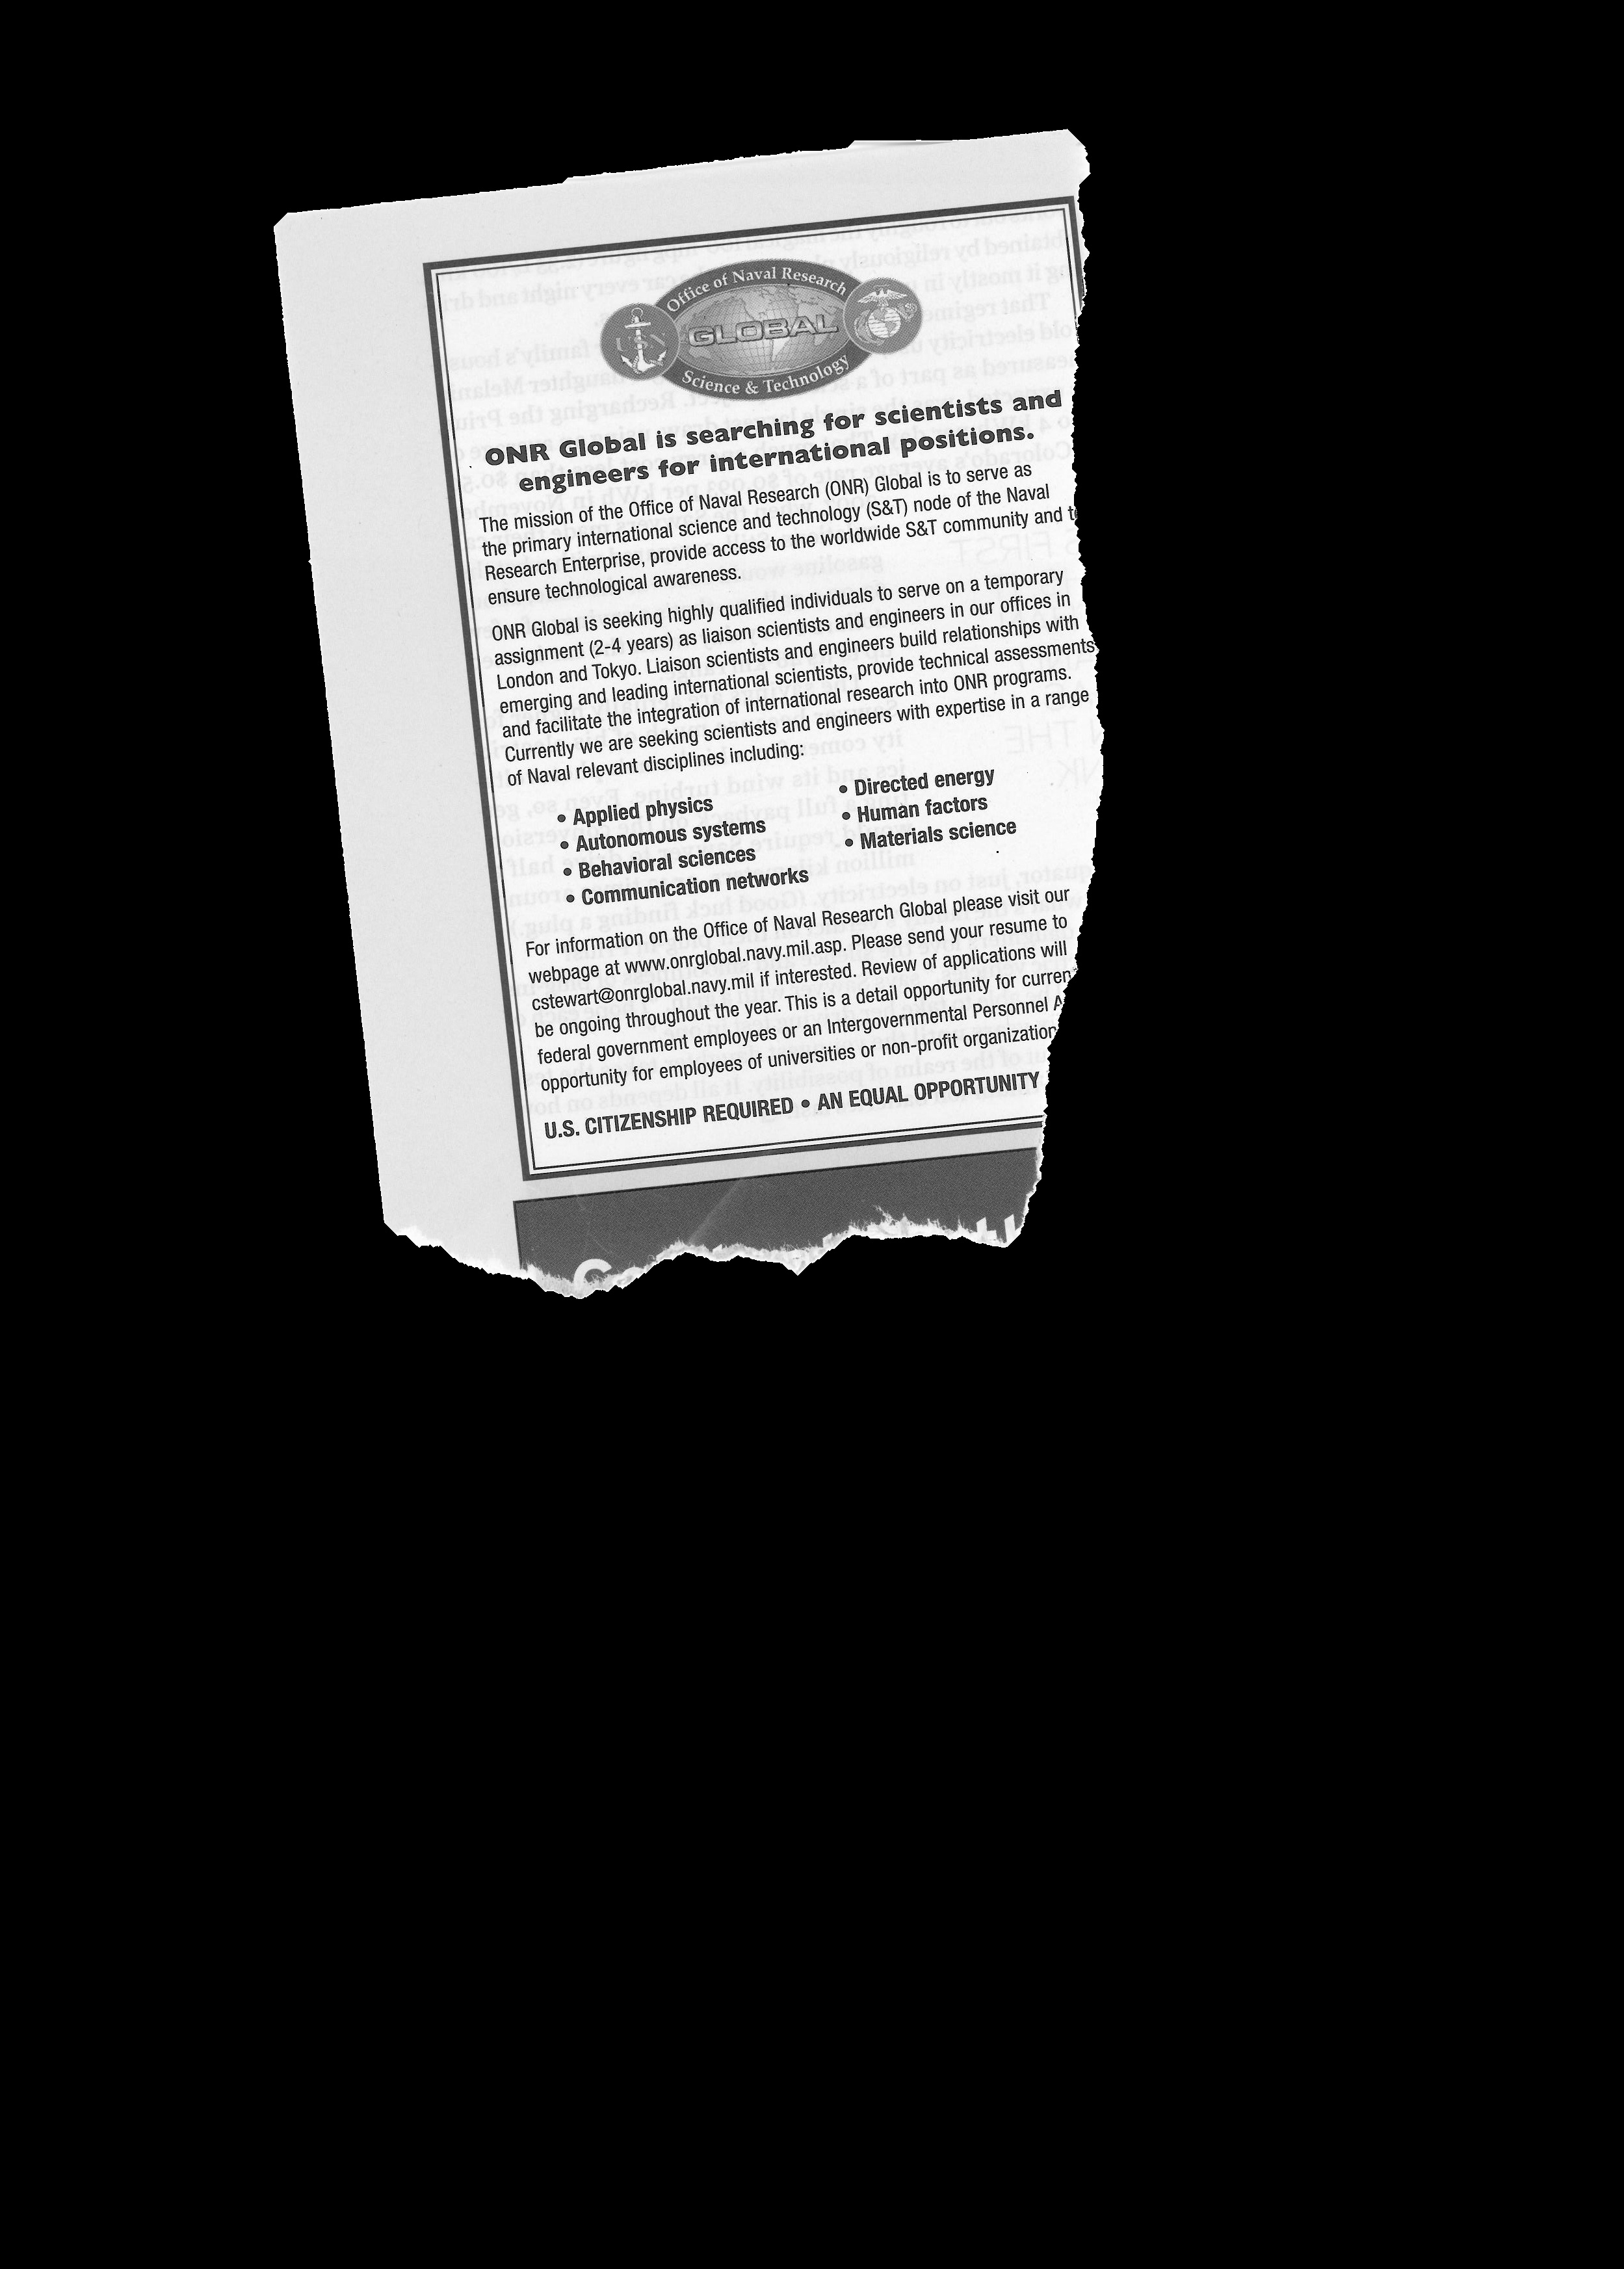 Office of Naval Research
USN
GLOBAL
Science & Technology
ONR Global is searching for scientists and
engineers for international positions.
The mission of the Office of Naval Research (ONR) Global is to serve as
the primary international science and technology (S&T) node of the Naval
Research Enterprise, provide access to the worldwide S&T community and to
ensure technological awareness.
ONR Global is seeking highly qualified individuals to serve on a temporary
assignment (2-4 years) as liaison scientists and engineers in our offices in
London and Tokyo. Liaison scientists and engineers build relationships with
emerging and leading international scientists, provide technical assessments
and facilitate the integration of international research into ONR programs.
Currently we are seeking scientists and engineers with expertise in a range
of Naval relevant disciplines including:
• Applied physics
• Autonomous systems
• Behavioral sciences
• Communication networks
• Directed energy
• Human factors
• Materials science
For information on the Office of Naval Research Global please visit our
webpage at www.onrglobal.navy.mil.asp. Please send your resume to
cstewart@onrglobal.navy.mil if interested. Review of applications will
be ongoing throughout the year. This is a detail opportunity for curren
federal government employees or an Intergovernmental Personnel A
opportunity for employees of universities or non-profit organization
U.S. CITIZENSHIP REQUIRED • AN EQUAL OPPORTUNITY